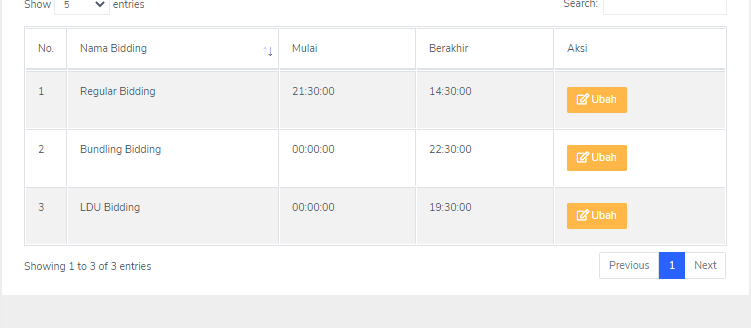 Show 5 entries Search:
No. Nama Bidding Mulai Berakhir Aksi
1 Regular Bidding 21:30:00 14:30:00 Ubah
2 Bundling Bidding 00:00:00 22:30:00 Ubah
3 LDU Bidding 00:00:00 19:30:00 Ubah
Showing 1 to 3 of 3 entries Previous 1 Next